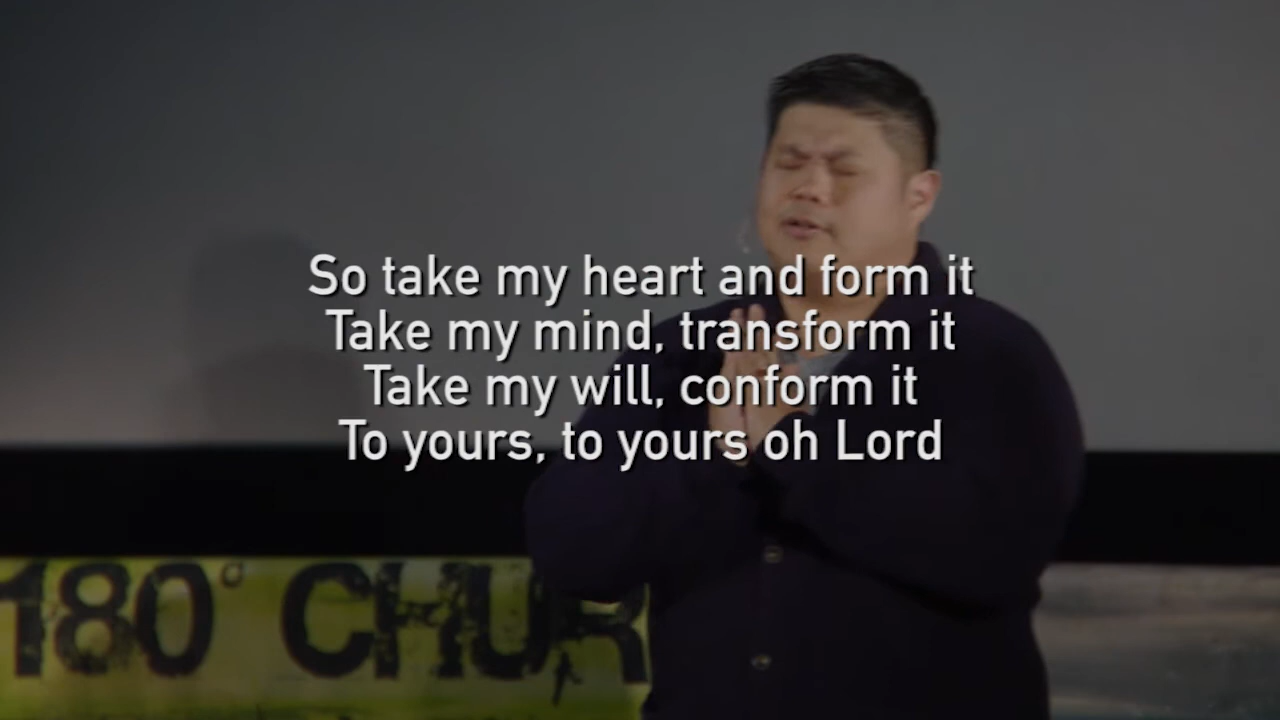 So take my heart and form it
Take my mind, transform it
Take my will, conform it
To yours, to yours oh Lord
180° CHUR